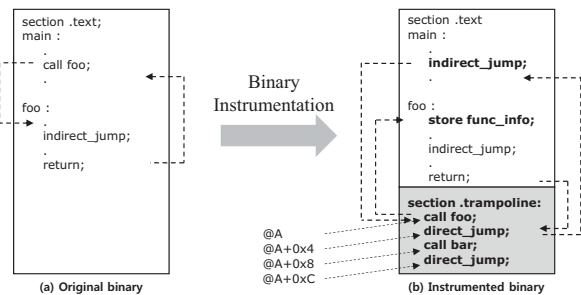 section .text;
main :
.
call foo;
.
foo :
.
indirect_jump;
.
return;
(a) Original binary
Binary
Instrumentation
@A
@A+0x4
@A+0x8
@A+0xC
section .text
main :
.
indirect_jump;
.
foo :
store func_info;
.
indirect_jump;
.
return;
section .trampoline:
call foo;
direct_jump;
call bar;
direct_jump;
(b) Instrumented binary